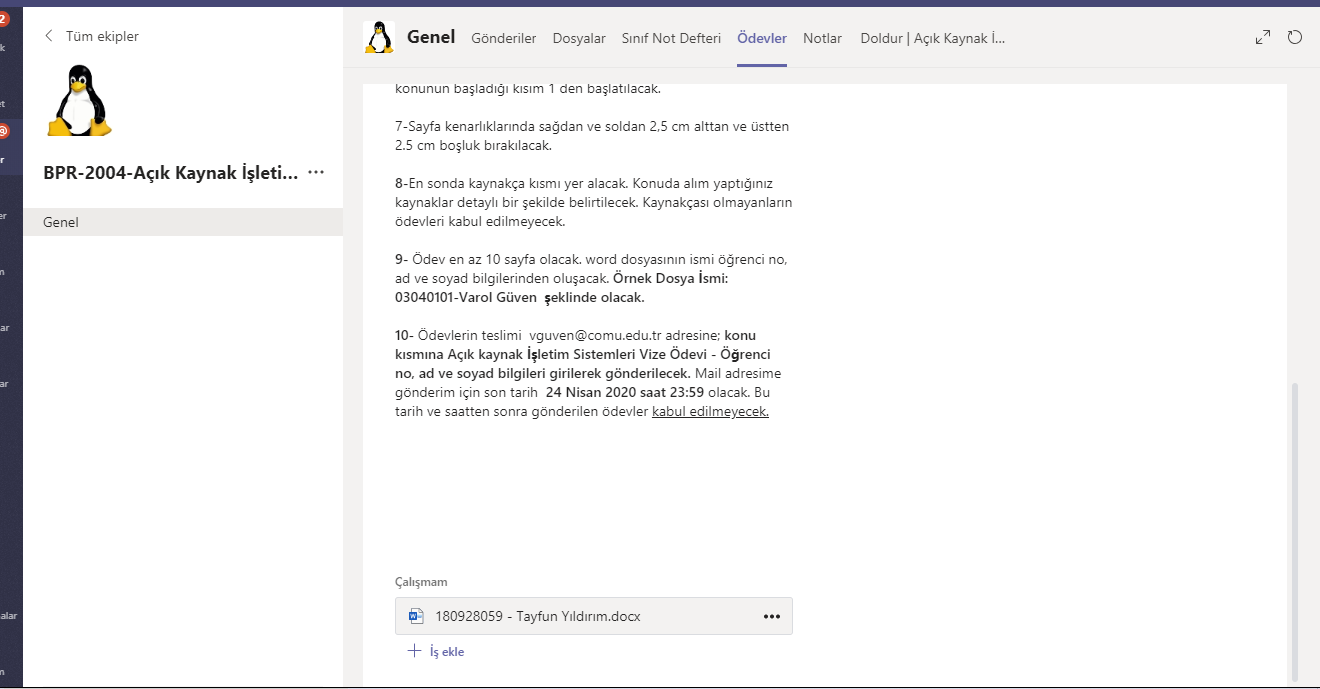 2
k
et
@
er
er
m
ar
ar
alar
m
Tüm ekipler
BPR-2004-Açık Kaynak İşleti... ...
Genel
Genel Gönderiler Dosyalar Sınıf Not Defteri Ödevler Notlar Doldur | Açık Kaynak İ...
konunun başladığı kısım 1 den başlatılacak.
7-Sayfa kenarlıklarında sağdan ve soldan 2,5 cm alttan ve üstten
2.5 cm boşluk bırakılacak.
8-En sonda kaynakça kısmı yer alacak. Konuda alım yaptığınız
kaynaklar detaylı bir şekilde belirtilecek. Kaynakçası olmayanların
ödevleri kabul edilmeyecek.
9- Ödev en az 10 sayfa olacak. word dosyasının ismi öğrenci no,
ad ve soyad bilgilerinden oluşacak. Örnek Dosya İsmi:
03040101-Varol Güven şeklinde olacak.
10- Ödevlerin teslimi vguven@comu.edu.tr adresine; konu
kısmına Açık kaynak İşletim Sistemleri Vize Ödevi - Öğrenci
no, ad ve soyad bilgileri girilerek gönderilecek. Mail adresime
gönderim için son tarih 24 Nisan 2020 saat 23:59 olacak. Bu
tarih ve saatten sonra gönderilen ödevler kabul edilmeyecek.
Çalışmam
180928059 - Tayfun Yıldırım.docx ...
+ İş ekle